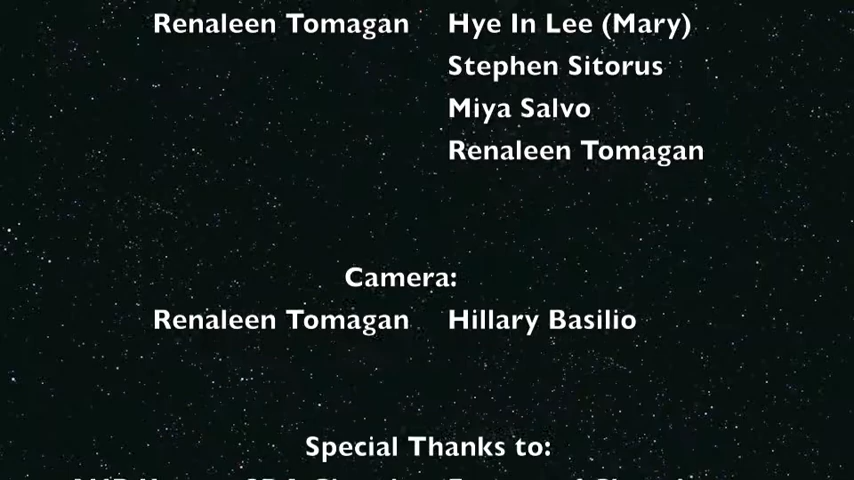 Renaleen Tomagan Hye In Lee (Mary)
Stephen Sitorus
Miya Salvo
Renaleen Tomagan
Camera:
Renaleen Tomagan Hillary Basilio
Special Thanks to: